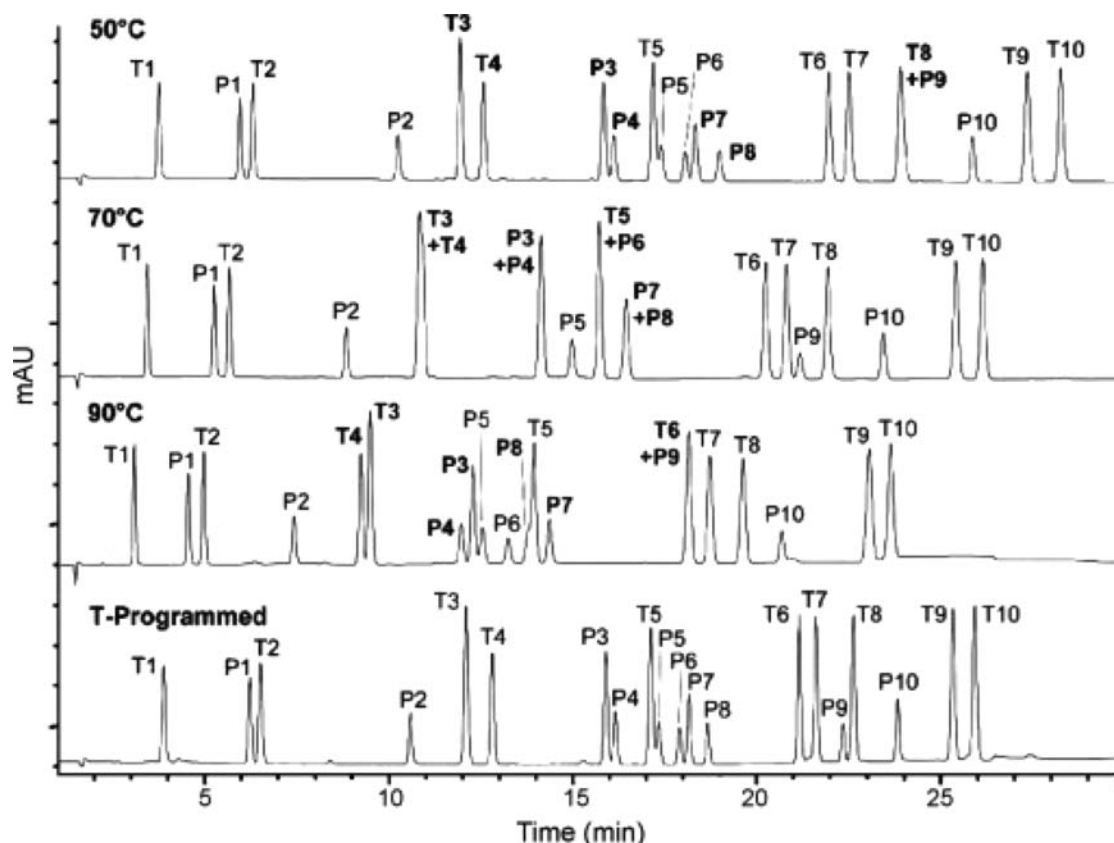 50°C
T1
P1
T2
P2
T3
T4
P3
P4
T5
P5
P6
P7
P8
T6
T7
T8
+P9
P10
T9
T10
70°C
T1
P1
T2
P2
T3
+T4
P3
+P4
P5
T5
+P6
P7
+P8
T6
T7
P9
T8
P10
T9
T10
90°C
T1
P1
T2
P2
T4
T3
P4
P3
P5
P6
P8
T5
P7
T6
+P9
T7
T8
P10
T9
T10
T-Programmed
T1
P1
T2
P2
T3
T4
P3
P4
T5
P5
P6
P7
P8
T6
T7
P9
T8
P10
T9
T10
mAU
5
10
15
20
25
Time (min)